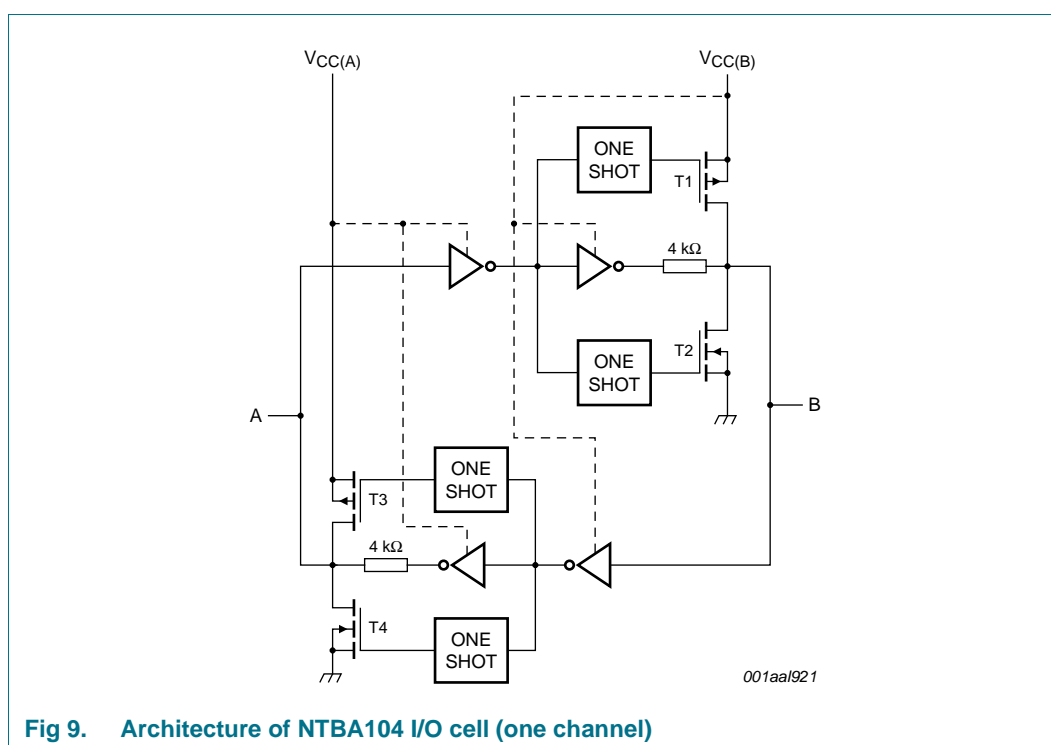 VCC(A)
VCC(B)
ONE
SHOT
T1
4 kΩ
ONE
SHOT
T2
A
B
ONE
SHOT
T3
4 kΩ
T4
ONE
SHOT
001aal921
Fig 9. Architecture of NTBA104 I/O cell (one channel)